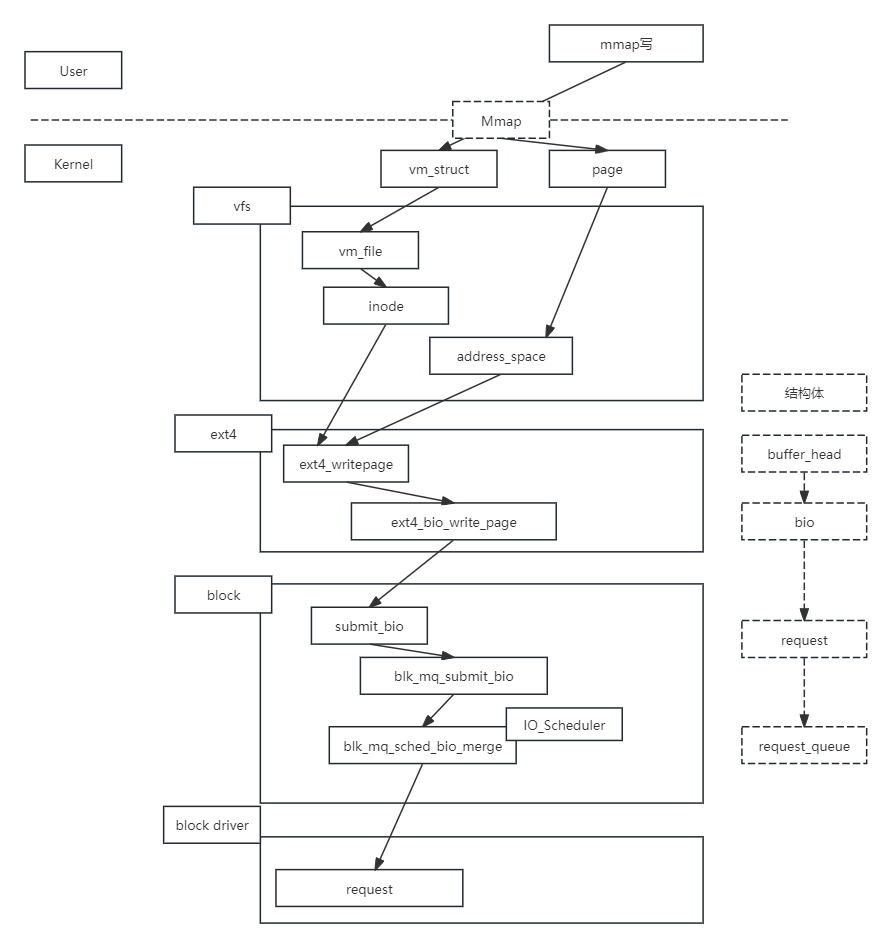 mmap写
User
Mmap
Kernel
vm_struct
page
vfs
vm_file
inode
address_space
结构体
ext4
buffer_head
ext4_writepage
bio
ext4_bio_write_page
block
submit_bio
request
blk_mq_submit_bio
IO_Scheduler
blk_mq_sched_bio_merge
request_queue
block driver
request